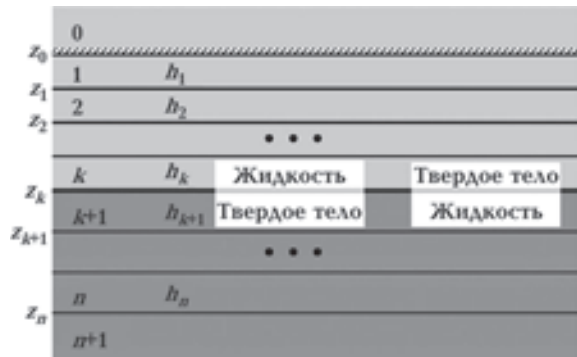 0
z₀
1 h₁
z₁
2 h₂
z₂
• • •
k hₖ Жидкость Твердое тело
zₖ
k+1 hₖ₊₁ Твердое тело Жидкость
zₖ₊₁
• • •
n hₙ
zₙ
n+1